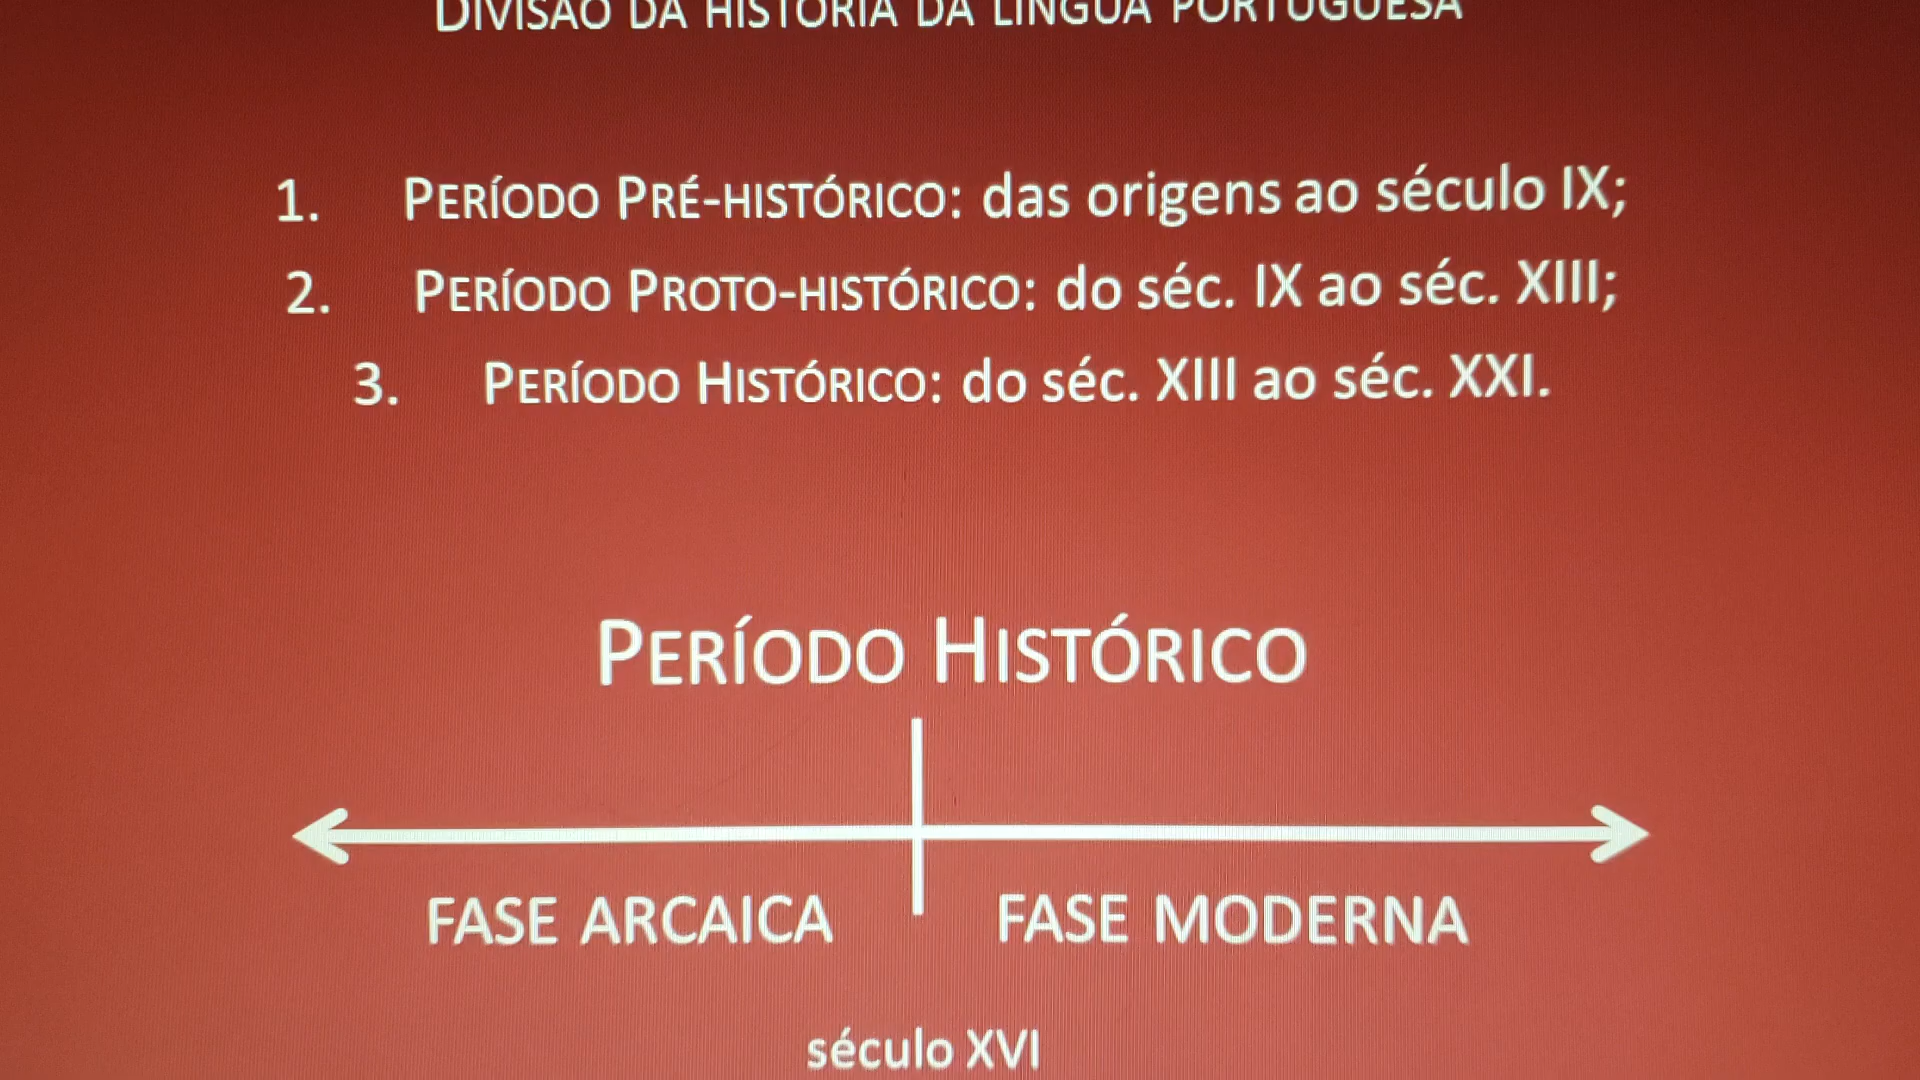 DIVISÃO DA HISTÓRIA DA LÍNGUA PORTUGUESA
1. PERÍODO PRÉ-HISTÓRICO: das origens ao século IX;
2. PERÍODO PROTO-HISTÓRICO: do séc. IX ao séc. XIII;
3. PERÍODO HISTÓRICO: do séc. XIII ao séc. XXI.
PERÍODO HISTÓRICO
FASE ARCAICA FASE MODERNA
século XVI